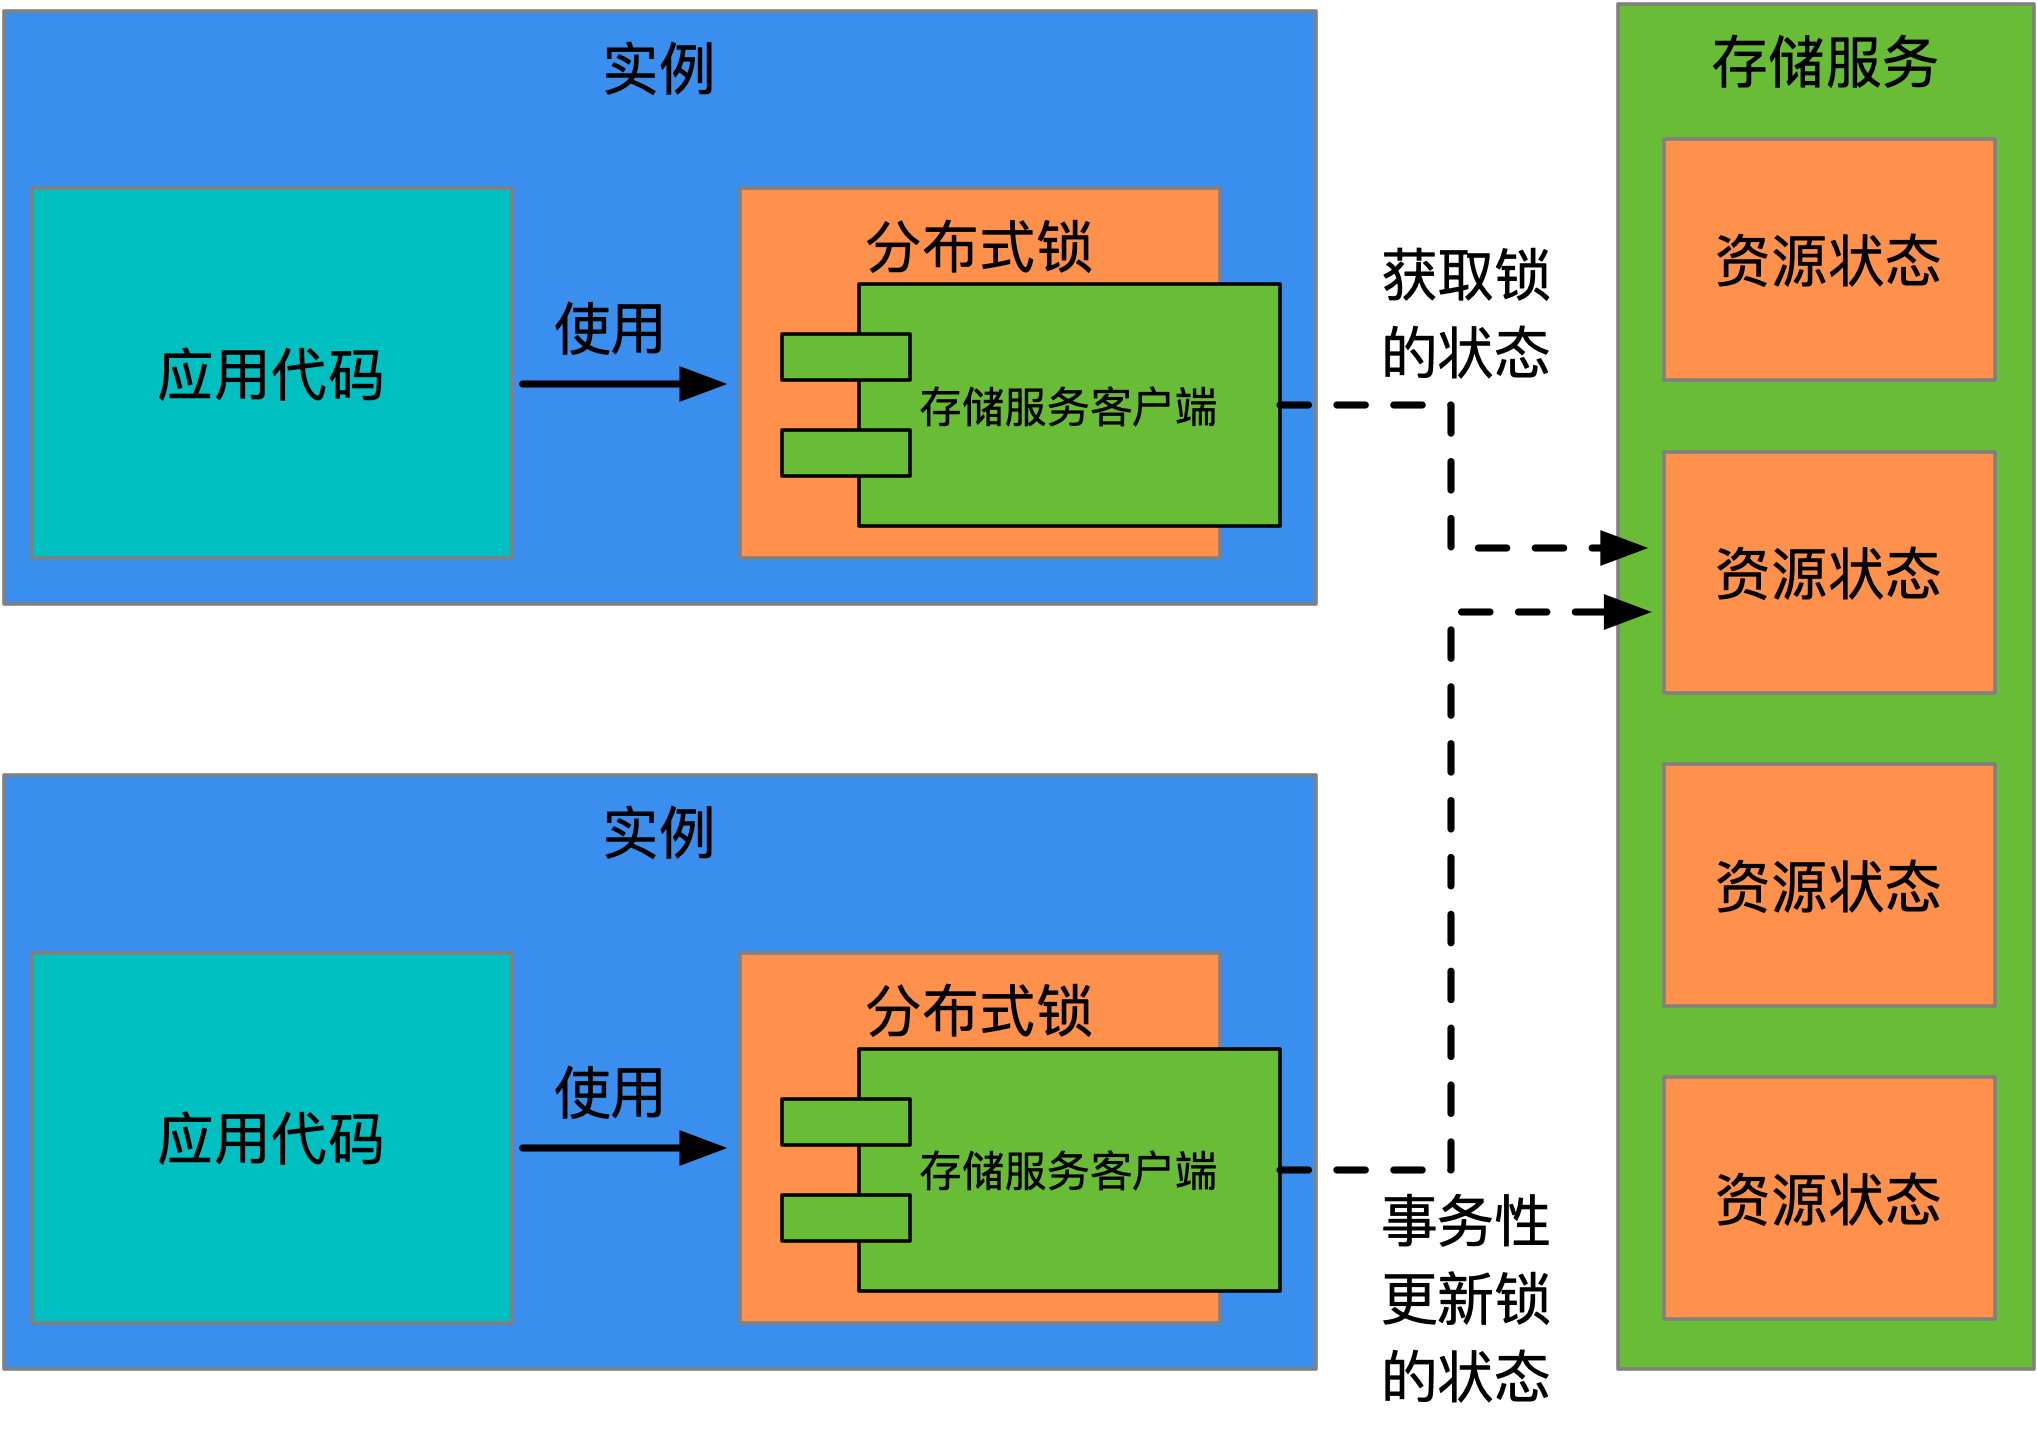 实例
应用代码
使用
分布式锁
存储服务客户端
获取锁
的状态
实例
应用代码
使用
分布式锁
存储服务客户端
事务性
更新锁
的状态
存储服务
资源状态
资源状态
资源状态
资源状态